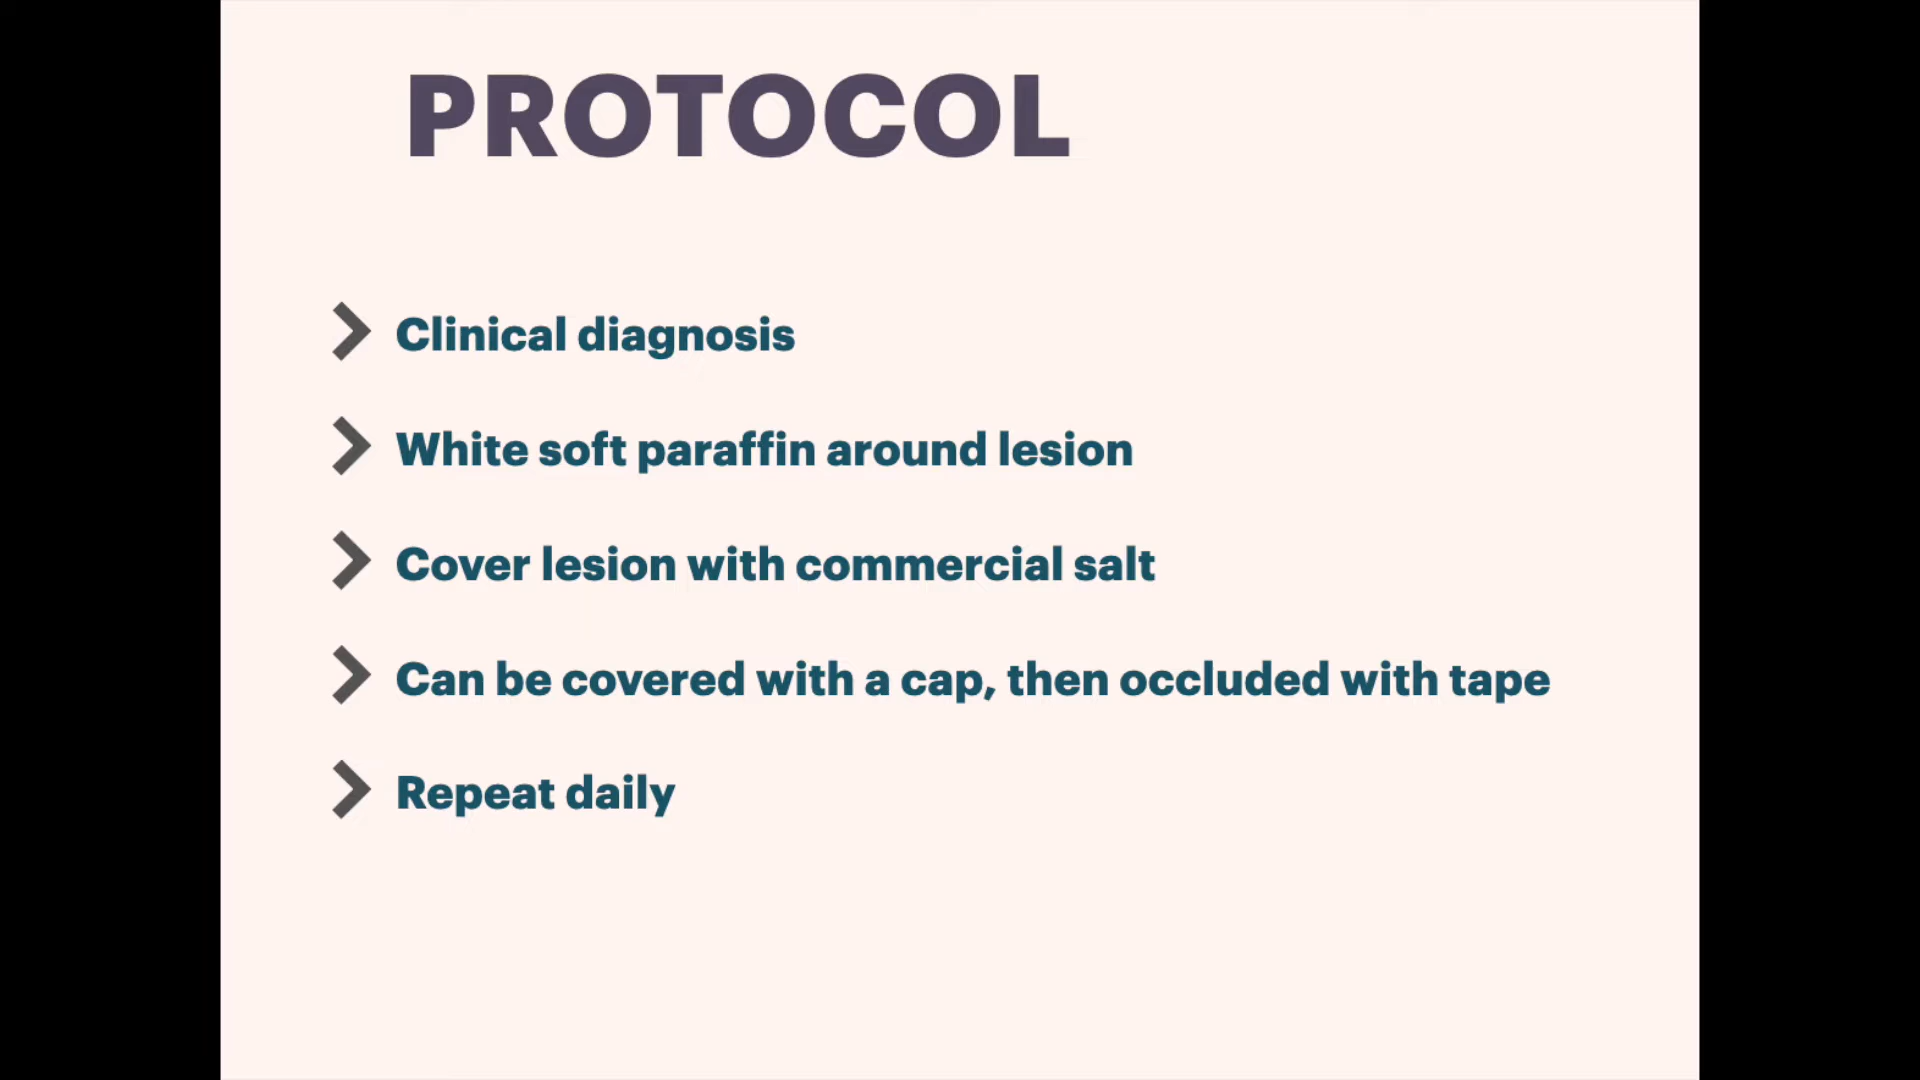 PROTOCOL
Clinical diagnosis
White soft paraffin around lesion
Cover lesion with commercial salt
Can be covered with a cap, then occluded with tape
Repeat daily